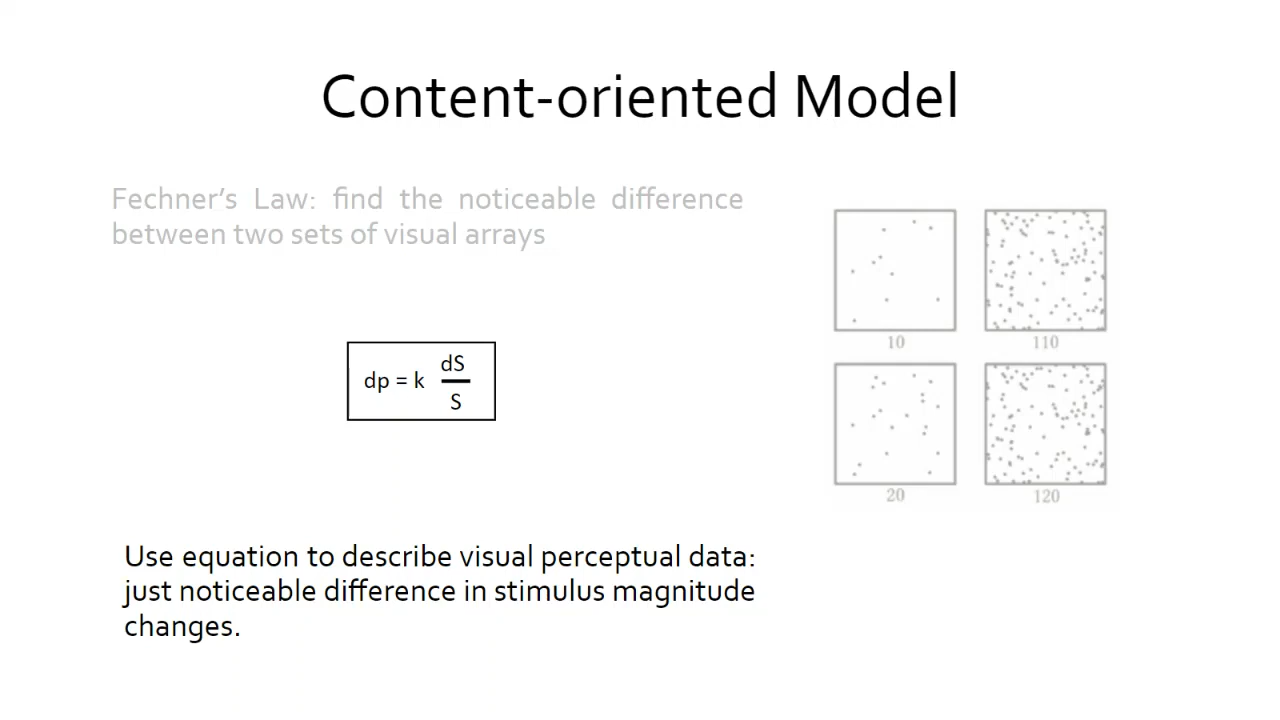 Content-oriented Model
Fechner’s Law: find the noticeable difference
between two sets of visual arrays
dp = k dS
S
10
110
20
120
Use equation to describe visual perceptual data:
just noticeable difference in stimulus magnitude
changes.